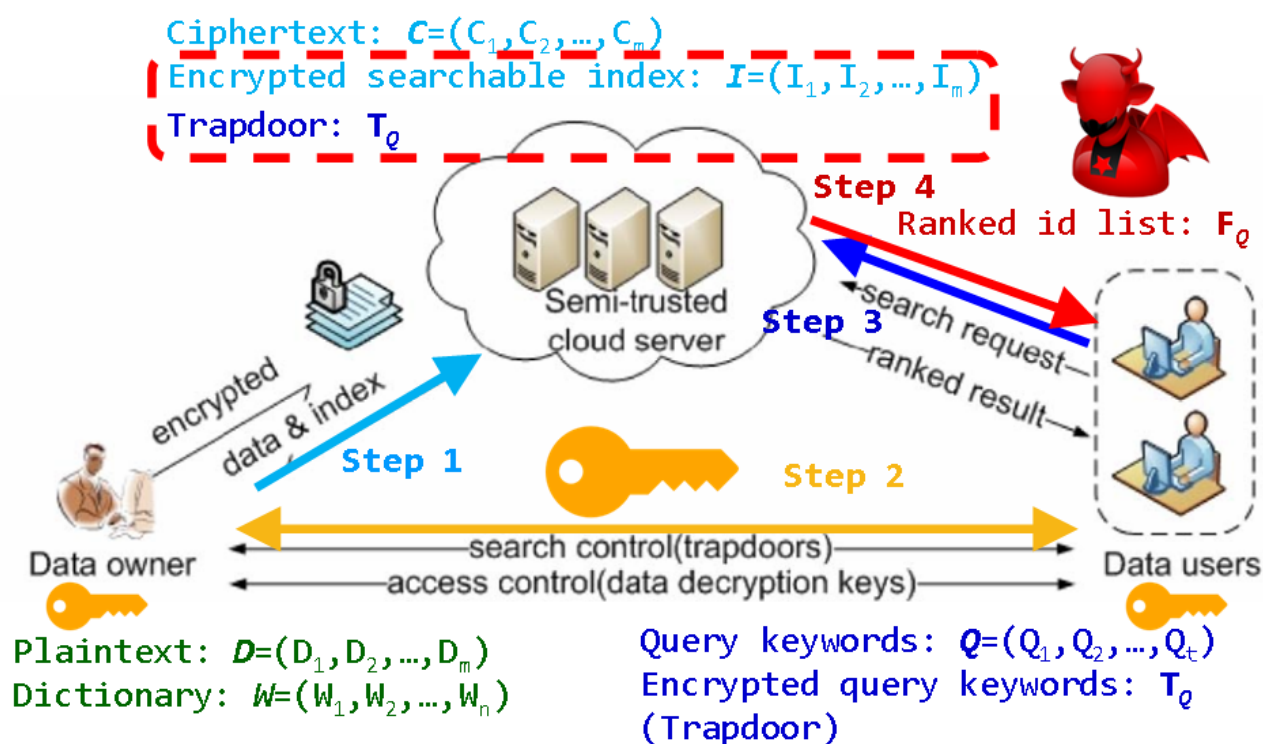 Ciphertext: C=(C₁,C₂,…,Cₘ)
Encrypted searchable index: I=(I₁,I₂,…,Iₘ)
Trapdoor: T_Q
Step 4
Ranked id list: F_Q
Semi-trusted
cloud server
Step 3
search request
ranked result
encrypted
data & index
Step 1
Step 2
search control(trapdoors)
access control(data decryption keys)
Data owner
Data users
Plaintext: D=(D₁,D₂,…,Dₘ)
Dictionary: W=(W₁,W₂,…,Wₙ)
Query keywords: Q=(Q₁,Q₂,…,Qₜ)
Encrypted query keywords: T_Q
(Trapdoor)